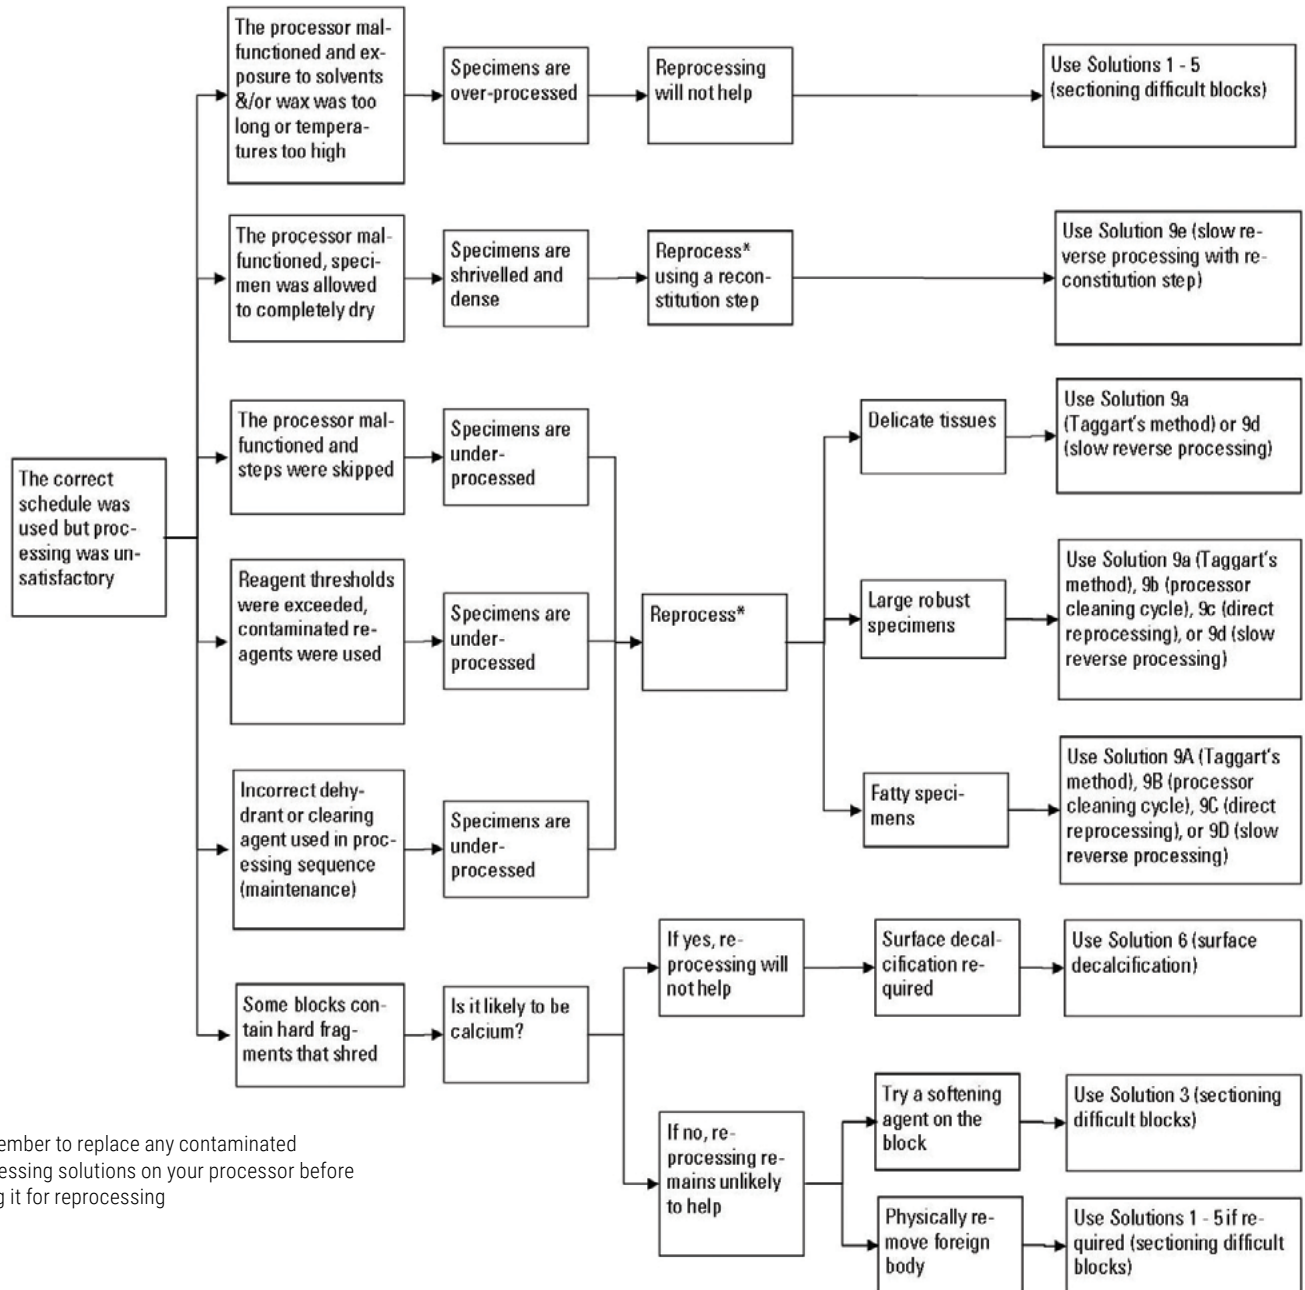 The processor mal-
functioned and ex-
posure to solvents
&/or wax was too
long or tempera-
tures too high
Specimens are
over-processed
Reprocessing
will not help
Use Solutions 1 - 5
(sectioning difficult blocks)
The processor mal-
functioned, speci-
men was allowed
to completely dry
Specimens are
shrivelled and
dense
Reprocess*
using a recon-
stitution step
Use Solution 9e (slow re-
verse processing with re-
constitution step)
The correct
schedule was
used but proc-
essing was un-
satisfactory
The processor mal-
functioned and
steps were skipped
Specimens are
under-
processed
Reagent thresholds
were exceeded,
contaminated re-
agents were used
Specimens are
under-
processed
Incorrect dehy-
drant or clearing
agent used in proc-
essing sequence
(maintenance)
Specimens are
under-
processed
Reprocess*
Delicate tissues
Use Solution 9a
(Taggart's method) or 9d
(slow reverse processing)
Large robust
specimens
Use Solution 9a (Taggart's
method), 9b (processor
cleaning cycle), 9c (direct
reprocessing), or 9d (slow
reverse processing)
Fatty speci-
mens
Use Solution 9A (Taggart's
method), 9B (processor
cleaning cycle), 9C (direct
reprocessing), or 9D (slow
reverse processing)
Some blocks con-
tain hard frag-
ments that shred
Is it likely to be
calcium?
If yes, re-
processing will
not help
Surface decal-
cification re-
quired
Use Solution 6 (surface
decalcification)
If no, re-
processing re-
mains unlikely
to help
Try a softening
agent on the
block
Use Solution 3 (sectioning
difficult blocks)
Physically re-
move foreign
body
Use Solutions 1 - 5 if re-
quired (sectioning difficult
blocks)
ember to replace any contaminated
essing solutions on your processor before
g it for reprocessing